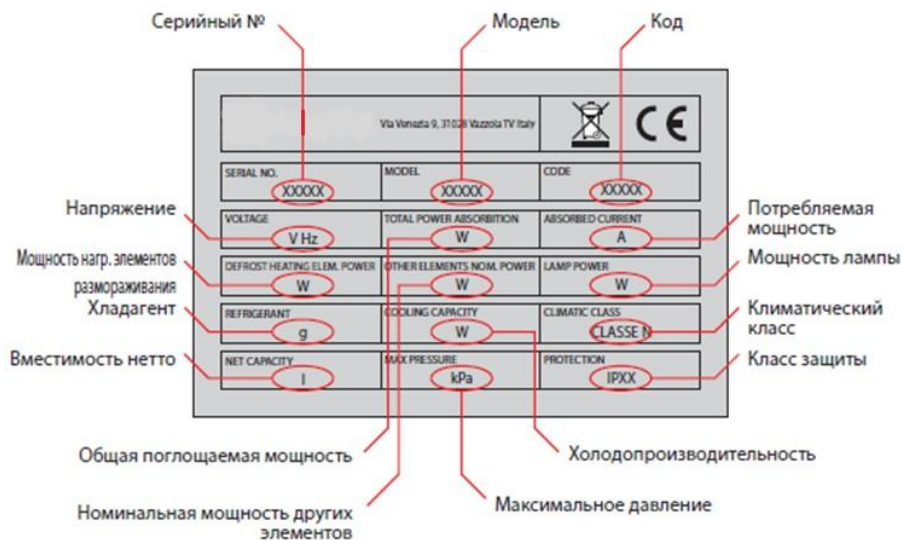 Серийный №
Модель
Код
Via Venezia 9, 31028 Vazzola TV Italy
CE
SERIAL NO.
MODEL
CODE
XXXXX
XXXXX
XXXXX
Напряжение
VOLTAGE
TOTAL POWER ABSORBITION
ABSORBED CURRENT
V Hz
W
A
Потребляемая
мощность
Мощность нагр. элементов
размораживания
DEFROST HEATING ELEM. POWER
OTHER ELEMENTS NOM. POWER
LAMP POWER
W
W
W
Мощность лампы
Хладагент
REFRIGERANT
COOLING CAPACITY
CLIMATIC CLASS
g
W
CLASSE N
Климатический
класс
Вместимость нетто
NET CAPACITY
MAX PRESSURE
PROTECTION
l
kPa
IPXX
Класс защиты
Общая поглощаемая мощность
Холодопроизводительность
Номинальная мощность других
элементов
Максимальное давление